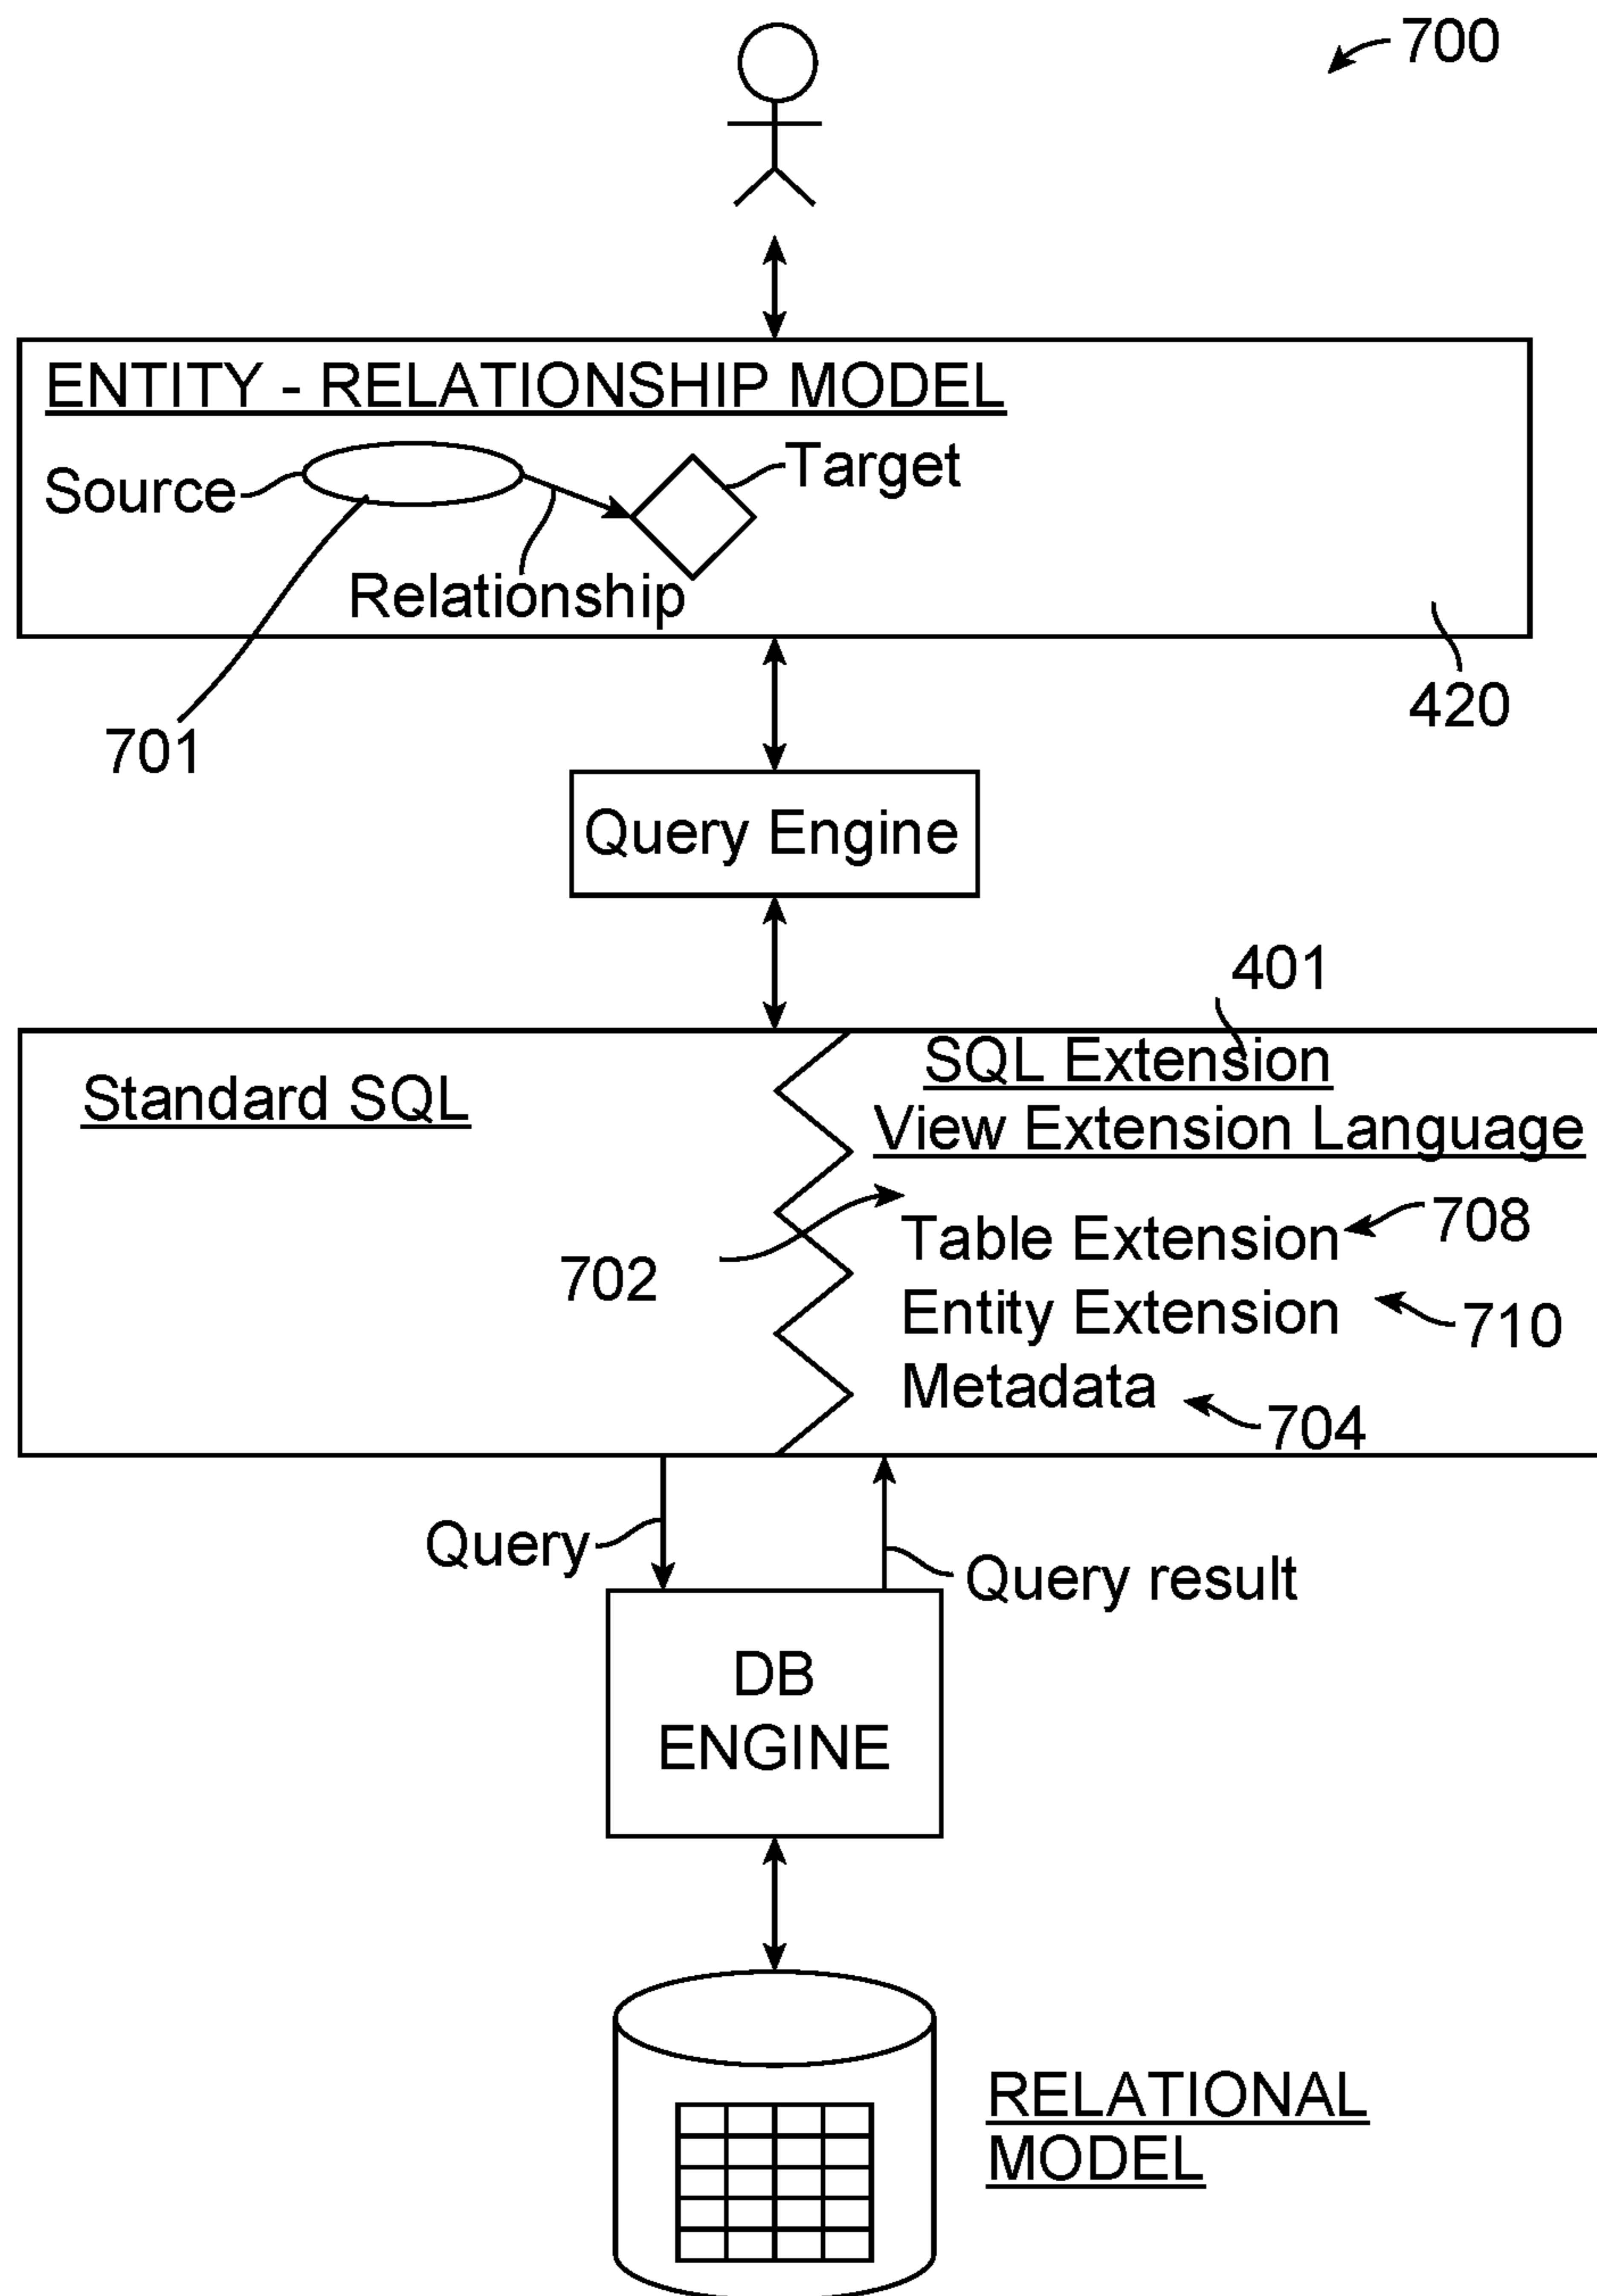 700
ENTITY - RELATIONSHIP MODEL
Source
Target
Relationship
701
420
Query Engine
401
Standard SQL
SQL Extension
View Extension Language
702
Table Extension
708
Entity Extension
710
Metadata
704
Query
Query result
DB
ENGINE
RELATIONAL
MODEL